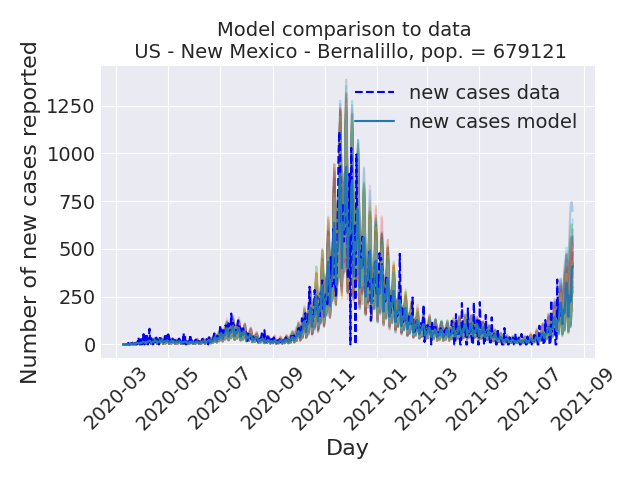 Model comparison to data
US - New Mexico - Bernalillo, pop. = 679121
Number of new cases reported
1250
1000
750
500
250
0
new cases data
new cases model
2020-03
2020-05
2020-07
2020-09
2020-11
2021-01
2021-03
2021-05
2021-07
2021-09
Day